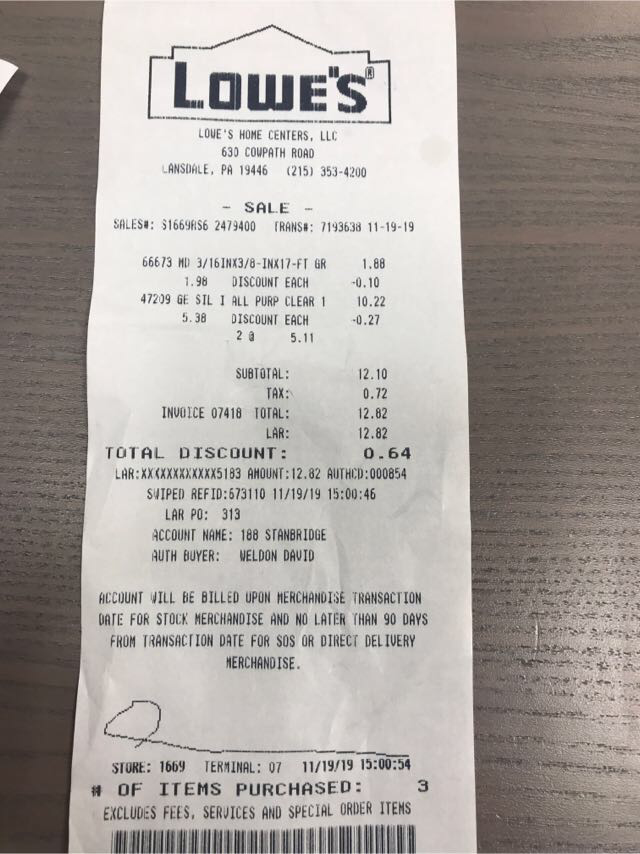 LOWE'S®
LOWE'S HOME CENTERS, LLC
630 COWPATH ROAD
LANSDALE, PA 19446 (215) 353-4200
- SALE -
SALES#: S1669RS6 2479400 TRANS#: 7193638 11-19-19
66673 MD 3/16INX3/8-INX17-FT GR 1.88
1.98 DISCOUNT EACH -0.10
47209 GE SIL I ALL PURP CLEAR 1 10.22
5.38 DISCOUNT EACH -0.27
2 @ 5.11
SUBTOTAL: 12.10
TAX: 0.72
INVOICE 07418 TOTAL: 12.82
LAR: 12.82
TOTAL DISCOUNT: 0.64
LAR:XXXXXXXXXXXX5183 AMOUNT:12.82 AUTHCD:000854
SWIPED REFID:673110 11/19/19 15:00:46
LAR PO: 313
ACCOUNT NAME: 188 STANBRIDGE
AUTH BUYER: WELDON DAVID
ACCOUNT WILL BE BILLED UPON MERCHANDISE TRANSACTION
DATE FOR STOCK MERCHANDISE AND NO LATER THAN 90 DAYS
FROM TRANSACTION DATE FOR SOS OR DIRECT DELIVERY
MERCHANDISE.
STORE: 1669 TERMINAL: 07 11/19/19 15:00:54
# OF ITEMS PURCHASED: 3
EXCLUDES FEES, SERVICES AND SPECIAL ORDER ITEMS